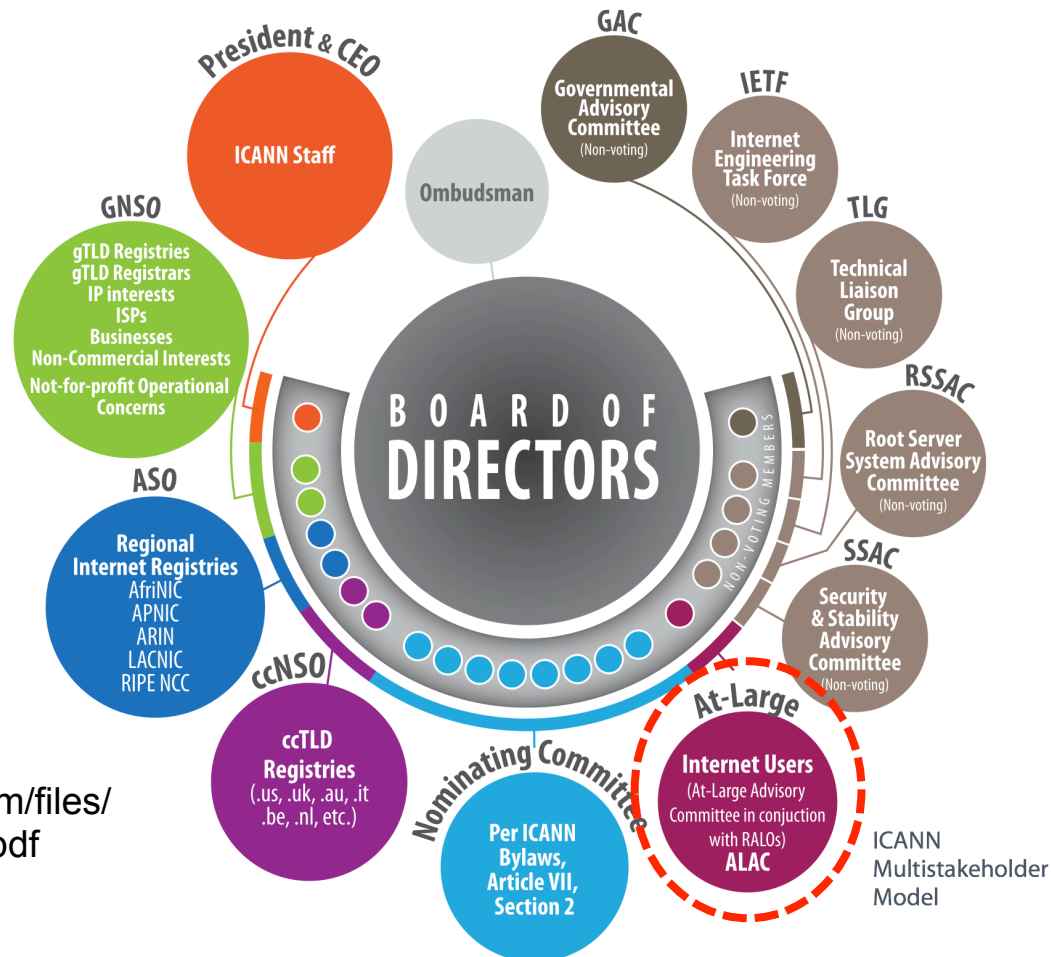 President & CEO
ICANN Staff
Ombudsman
GAC
Governmental
Advisory
Committee
(Non-voting)
IETF
Internet
Engineering
Task Force
(Non-voting)
TLG
Technical
Liaison
Group
(Non-voting)
RSSAC
Root Server
System Advisory
Committee
(Non-voting)
SSAC
Security
& Stability
Advisory
Committee
(Non-voting)
GNSO
gTLD Registries
gTLD Registrars
IP interests
ISPs
Businesses
Non-Commercial Interests
Not-for-profit Operational
Concerns
BOARD OF
DIRECTORS
NON-VOTING MEMBERS
ASO
Regional
Internet Registries
AfriNIC
APNIC
ARIN
LACNIC
RIPE NCC
ccNSO
ccTLD
Registries
(.us, .uk, .au, .it
.be, .nl, etc.)
Nominating Committee
Per ICANN
Bylaws,
Article VII,
Section 2
At-Large
Internet Users
(At-Large Advisory
Committee in conjunction
with RALOs)
ALAC
m/files/
pdf
ICANN
Multistakeholder
Model